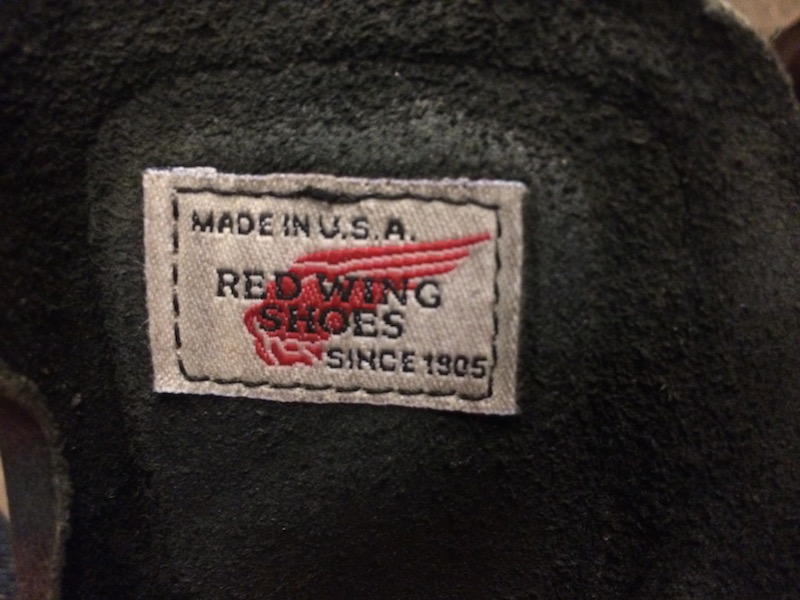 MADE IN U.S.A.
RED WING
SHOES
SINCE 1905